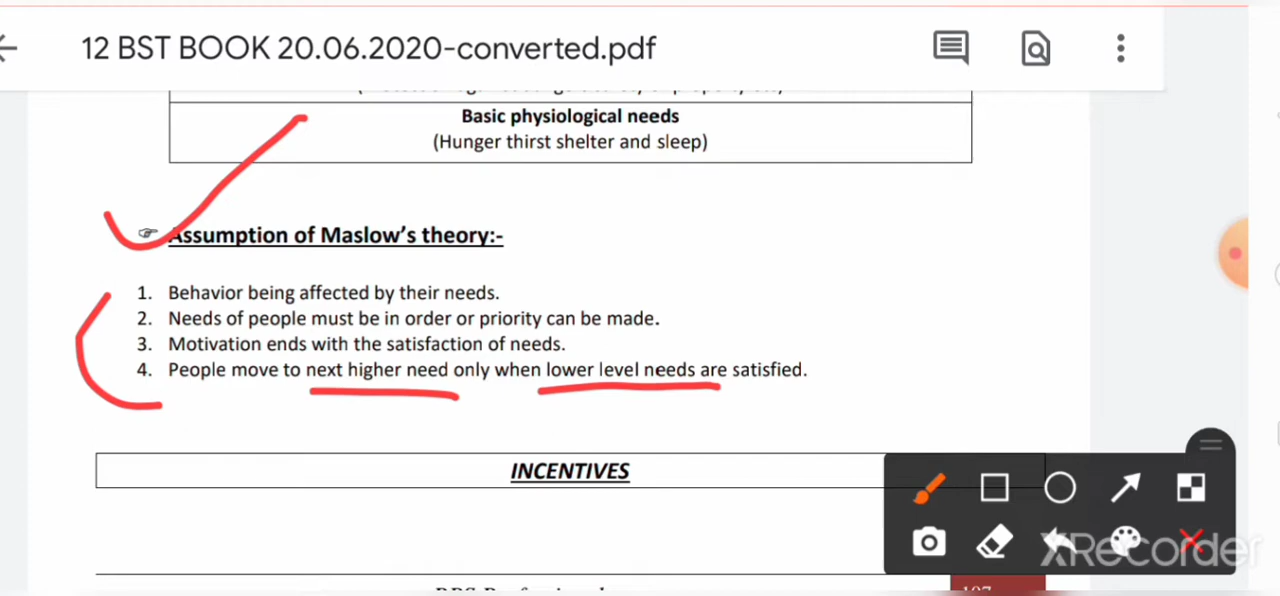 12 BST BOOK 20.06.2020-converted.pdf
Basic physiological needs
(Hunger thirst shelter and sleep)
☞ Assumption of Maslow's theory:-
1. Behavior being affected by their needs.
2. Needs of people must be in order or priority can be made.
3. Motivation ends with the satisfaction of needs.
4. People move to next higher need only when lower level needs are satisfied.
INCENTIVES
XRecorder